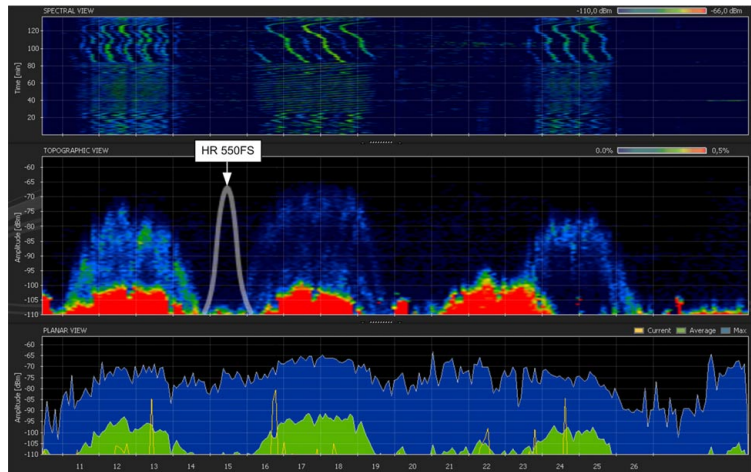 SPECTRAL VIEW
-110,0 dBm -66,0 dBm
Time [min]
120
100
80
60
40
20
TOPOGRAPHIC VIEW
0.0% 0,5%
HR 550FS
Amplitude [dBm]
-60
-65
-70
-75
-80
-85
-90
-95
-100
-105
-110
PLANAR VIEW
Current Average Max
Amplitude [dBm]
-60
-65
-70
-75
-80
-85
-90
-95
-100
-105
-110
11 12 13 14 15 16 17 18 19 20 21 22 23 24 25 26